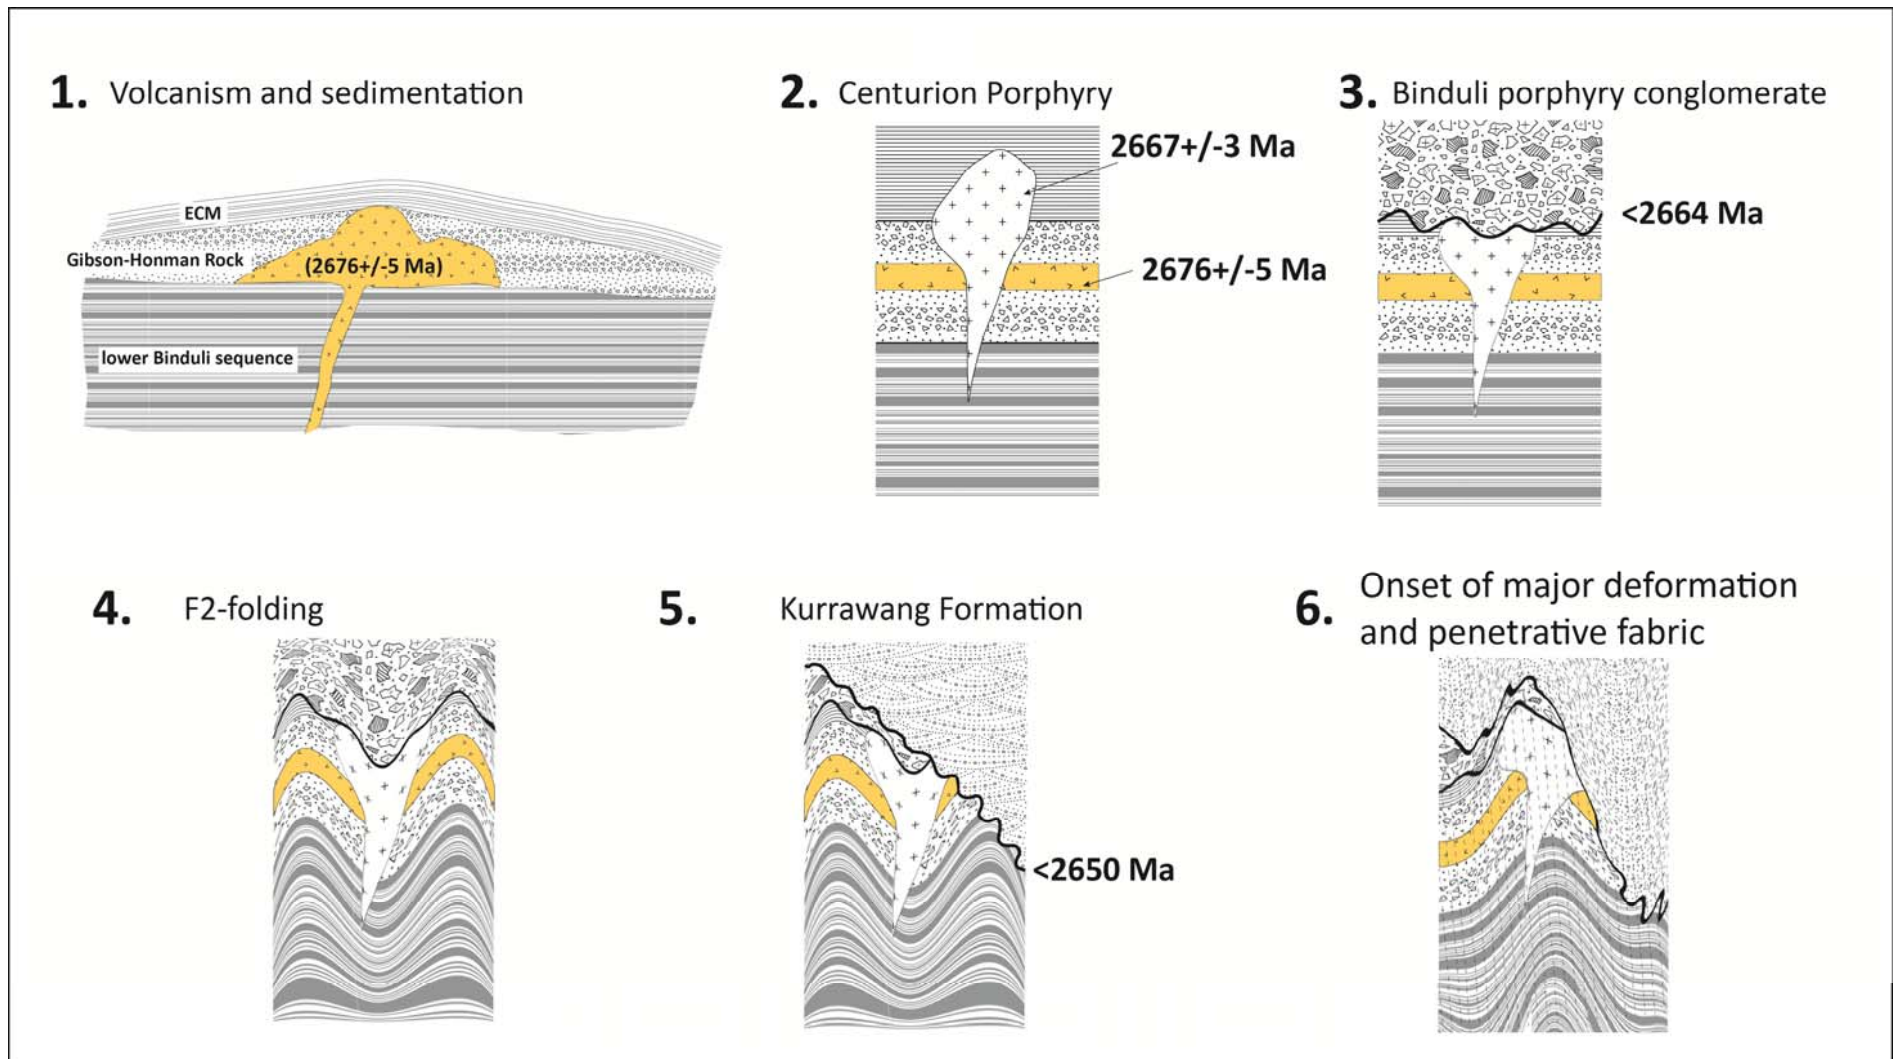 1. Volcanism and sedimentation
ECM
Gibson-Honman Rock
(2676+/-5 Ma)
lower Binduli sequence
2. Centurion Porphyry
2667+/-3 Ma
2676+/-5 Ma
3. Binduli porphyry conglomerate
<2664 Ma
4. F2-folding
5. Kurrawang Formation
<2650 Ma
6. Onset of major deformation
and penetrative fabric